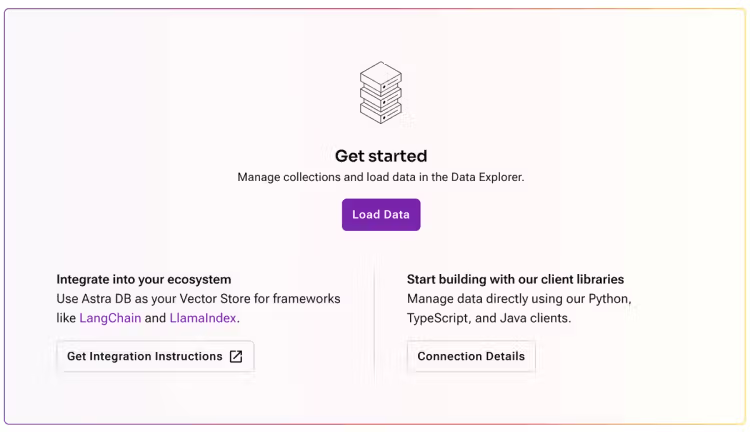 Get started
Manage collections and load data in the Data Explorer.
Load Data
Integrate into your ecosystem
Use Astra DB as your Vector Store for frameworks
like LangChain and LlamaIndex.
Get Integration Instructions
Start building with our client libraries
Manage data directly using our Python,
TypeScript, and Java clients.
Connection Details